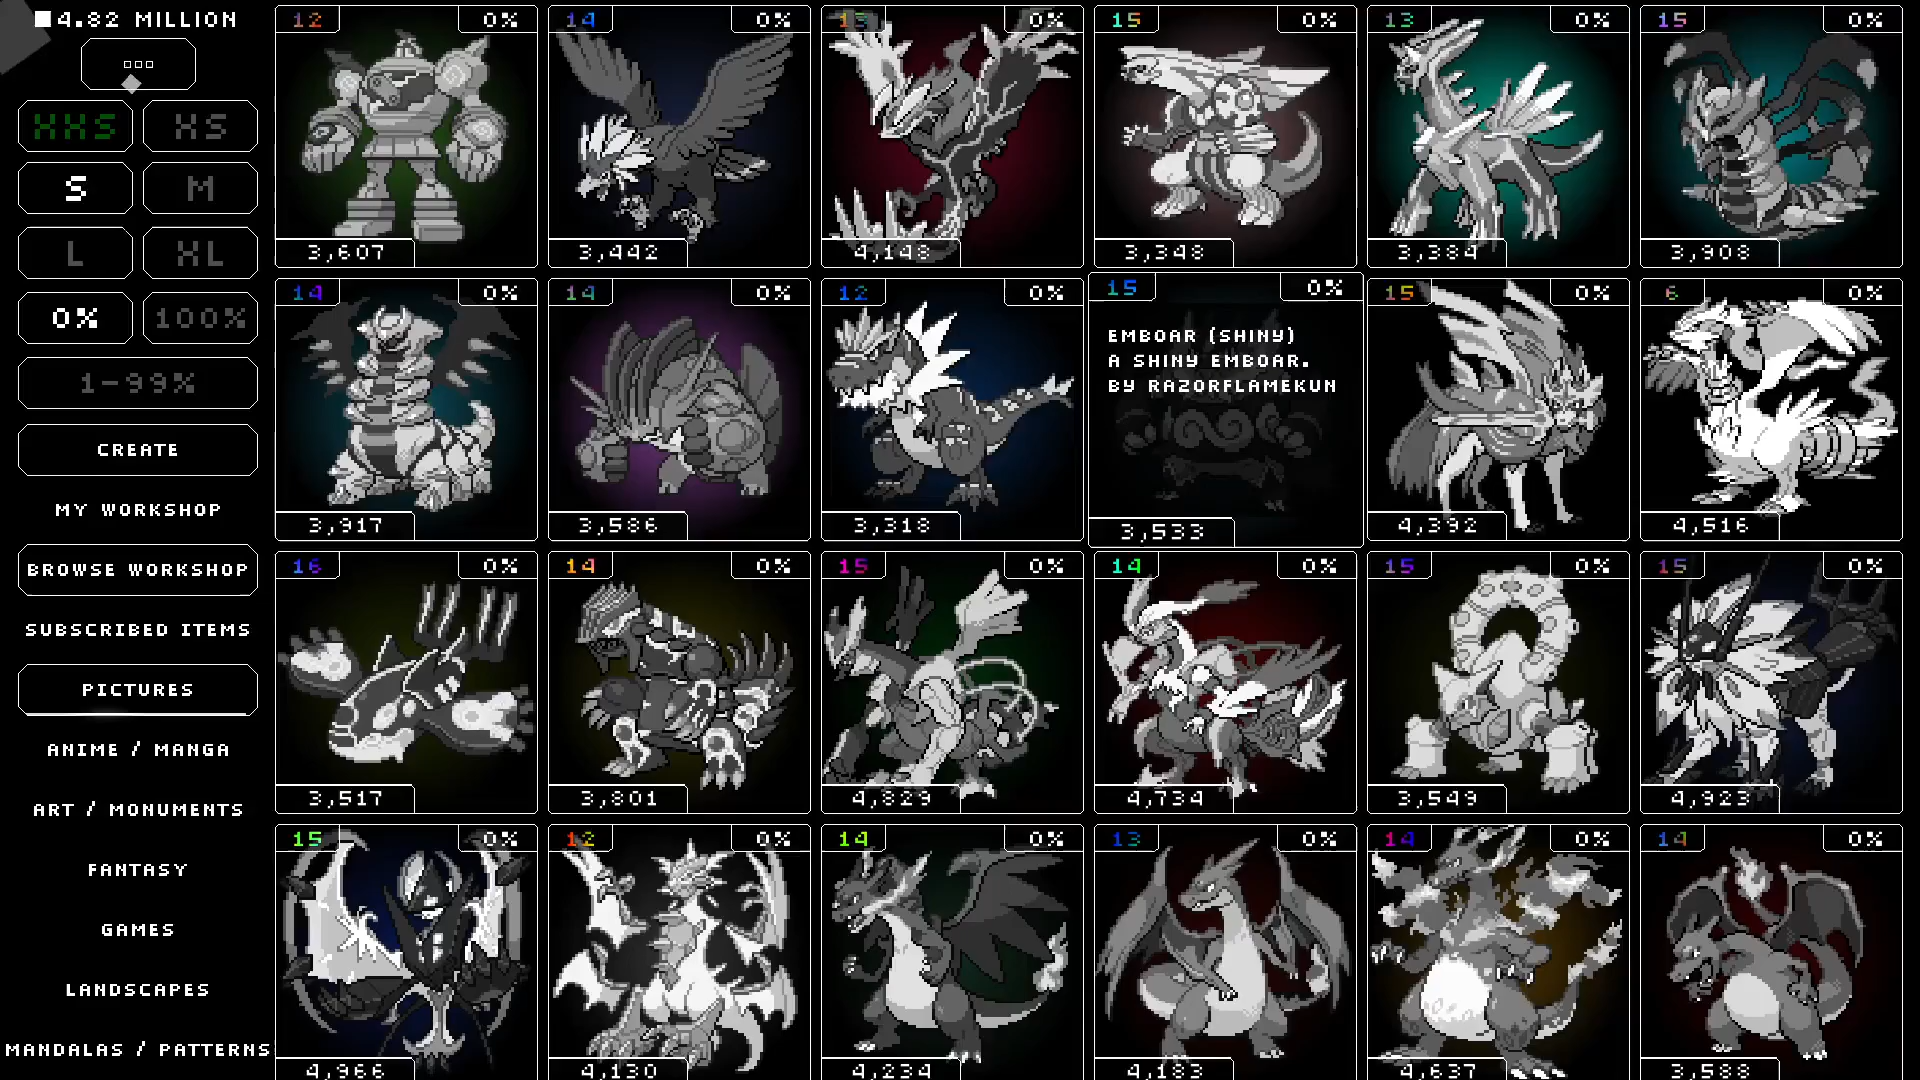 4.82 MILLION
XXS XS
S M
L XL
0% 100%
1-99%
CREATE
MY WORKSHOP
BROWSE WORKSHOP
SUBSCRIBED ITEMS
PICTURES
ANIME / MANGA
ART / MONUMENTS
FANTASY
GAMES
LANDSCAPES
MANDALAS / PATTERNS
12 0% 14 0% 13 0% 15 0% 13 0% 15 0%
3,607 3,442 4,148 3,348 3,384 3,908
14 0% 14 0% 12 0% 15 0% 15 0% 6 0%
EMBOAR (SHINY)
A SHINY EMBOAR.
BY RAZORFLAMEKUN
3,917 3,586 3,318 3,533 4,392 4,516
16 0% 14 0% 15 0% 14 0% 15 0% 15 0%
3,517 3,801 4,829 4,734 3,549 4,923
15 0% 12 0% 14 0% 13 0% 14 0% 14 0%
4,966 4,130 4,234 4,183 4,637 3,588